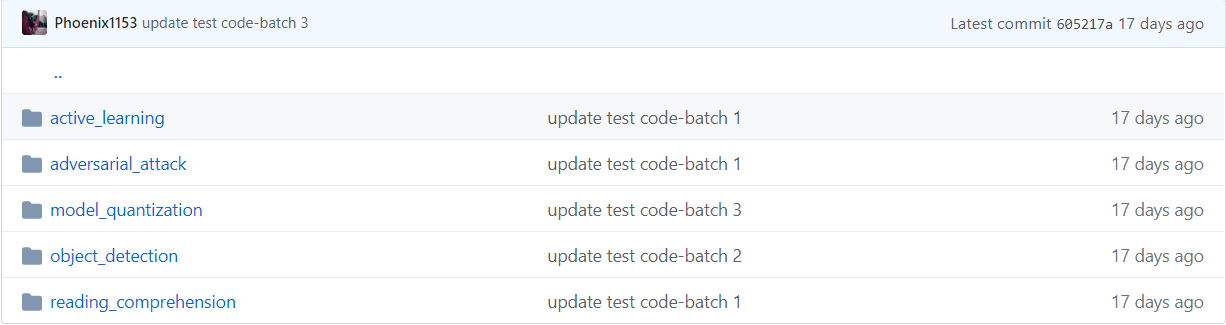 Phoenix1153 update test code-batch 3 Latest commit 605217a 17 days ago
..
active_learning update test code-batch 1 17 days ago
adversarial_attack update test code-batch 1 17 days ago
model_quantization update test code-batch 3 17 days ago
object_detection update test code-batch 2 17 days ago
reading_comprehension update test code-batch 1 17 days ago